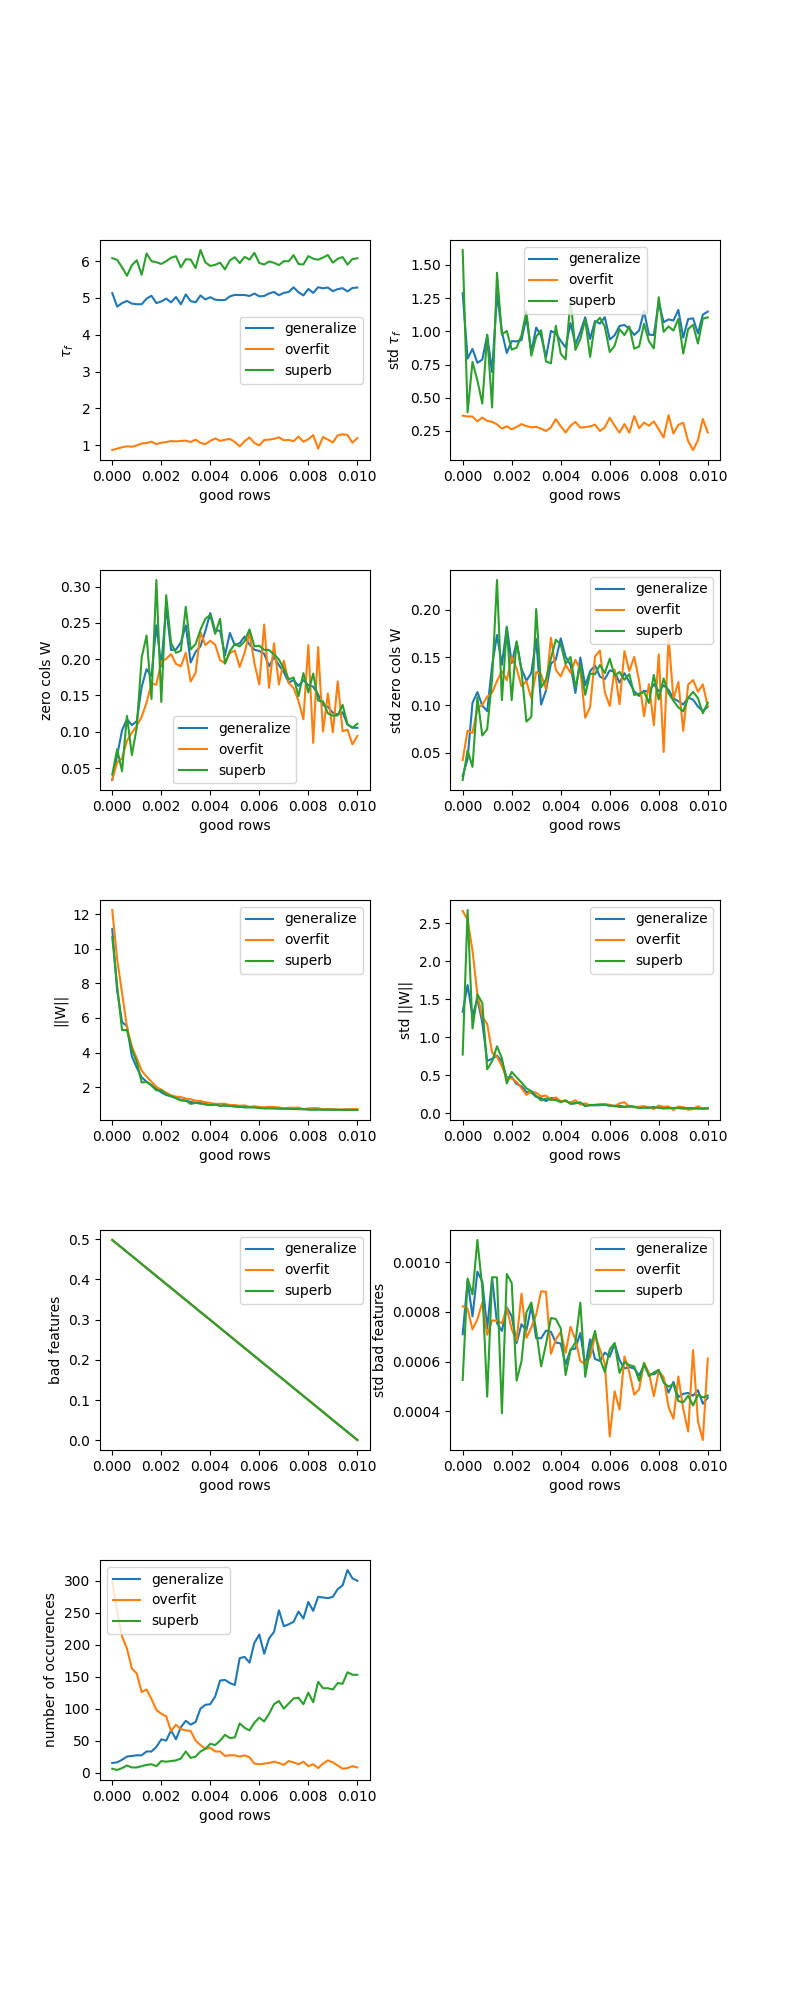 6
5
4
3
2
1
τf
generalize
overfit
superb
0.000 0.002 0.004 0.006 0.008 0.010
good rows
1.50
1.25
1.00
0.75
0.50
0.25
std τf
generalize
overfit
superb
0.000 0.002 0.004 0.006 0.008 0.010
good rows
0.30
0.25
0.20
0.15
0.10
0.05
zero cols W
generalize
overfit
superb
0.000 0.002 0.004 0.006 0.008 0.010
good rows
0.20
0.15
0.10
0.05
std zero cols W
generalize
overfit
superb
0.000 0.002 0.004 0.006 0.008 0.010
good rows
12
10
8
6
4
2
||W||
generalize
overfit
superb
0.000 0.002 0.004 0.006 0.008 0.010
good rows
2.5
2.0
1.5
1.0
0.5
0.0
std ||W||
generalize
overfit
superb
0.000 0.002 0.004 0.006 0.008 0.010
good rows
0.5
0.4
0.3
0.2
0.1
0.0
bad features
generalize
overfit
superb
0.000 0.002 0.004 0.006 0.008 0.010
good rows
0.0010
0.0008
0.0006
0.0004
std bad features
generalize
overfit
superb
0.000 0.002 0.004 0.006 0.008 0.010
good rows
300
250
200
150
100
50
0
number of occurences
generalize
overfit
superb
0.000 0.002 0.004 0.006 0.008 0.010
good rows